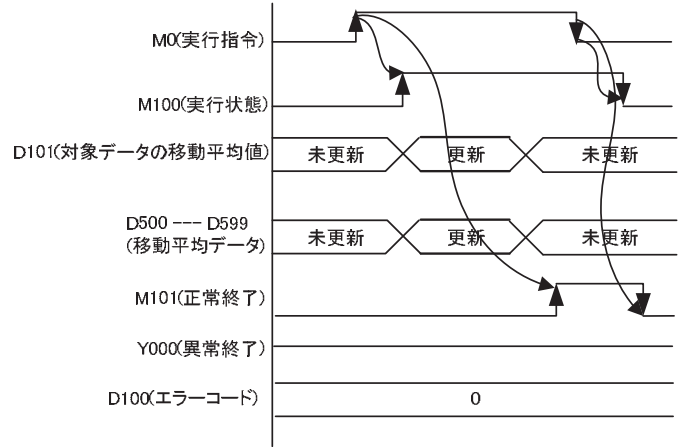 M0(実行指令)
M100(実行状態)
D101(対象データの移動平均値)
未更新 更新 未更新
D500 --- D599
(移動平均データ)
未更新 更新 未更新
M101(正常終了)
Y000(異常終了)
D100(エラーコード)
0